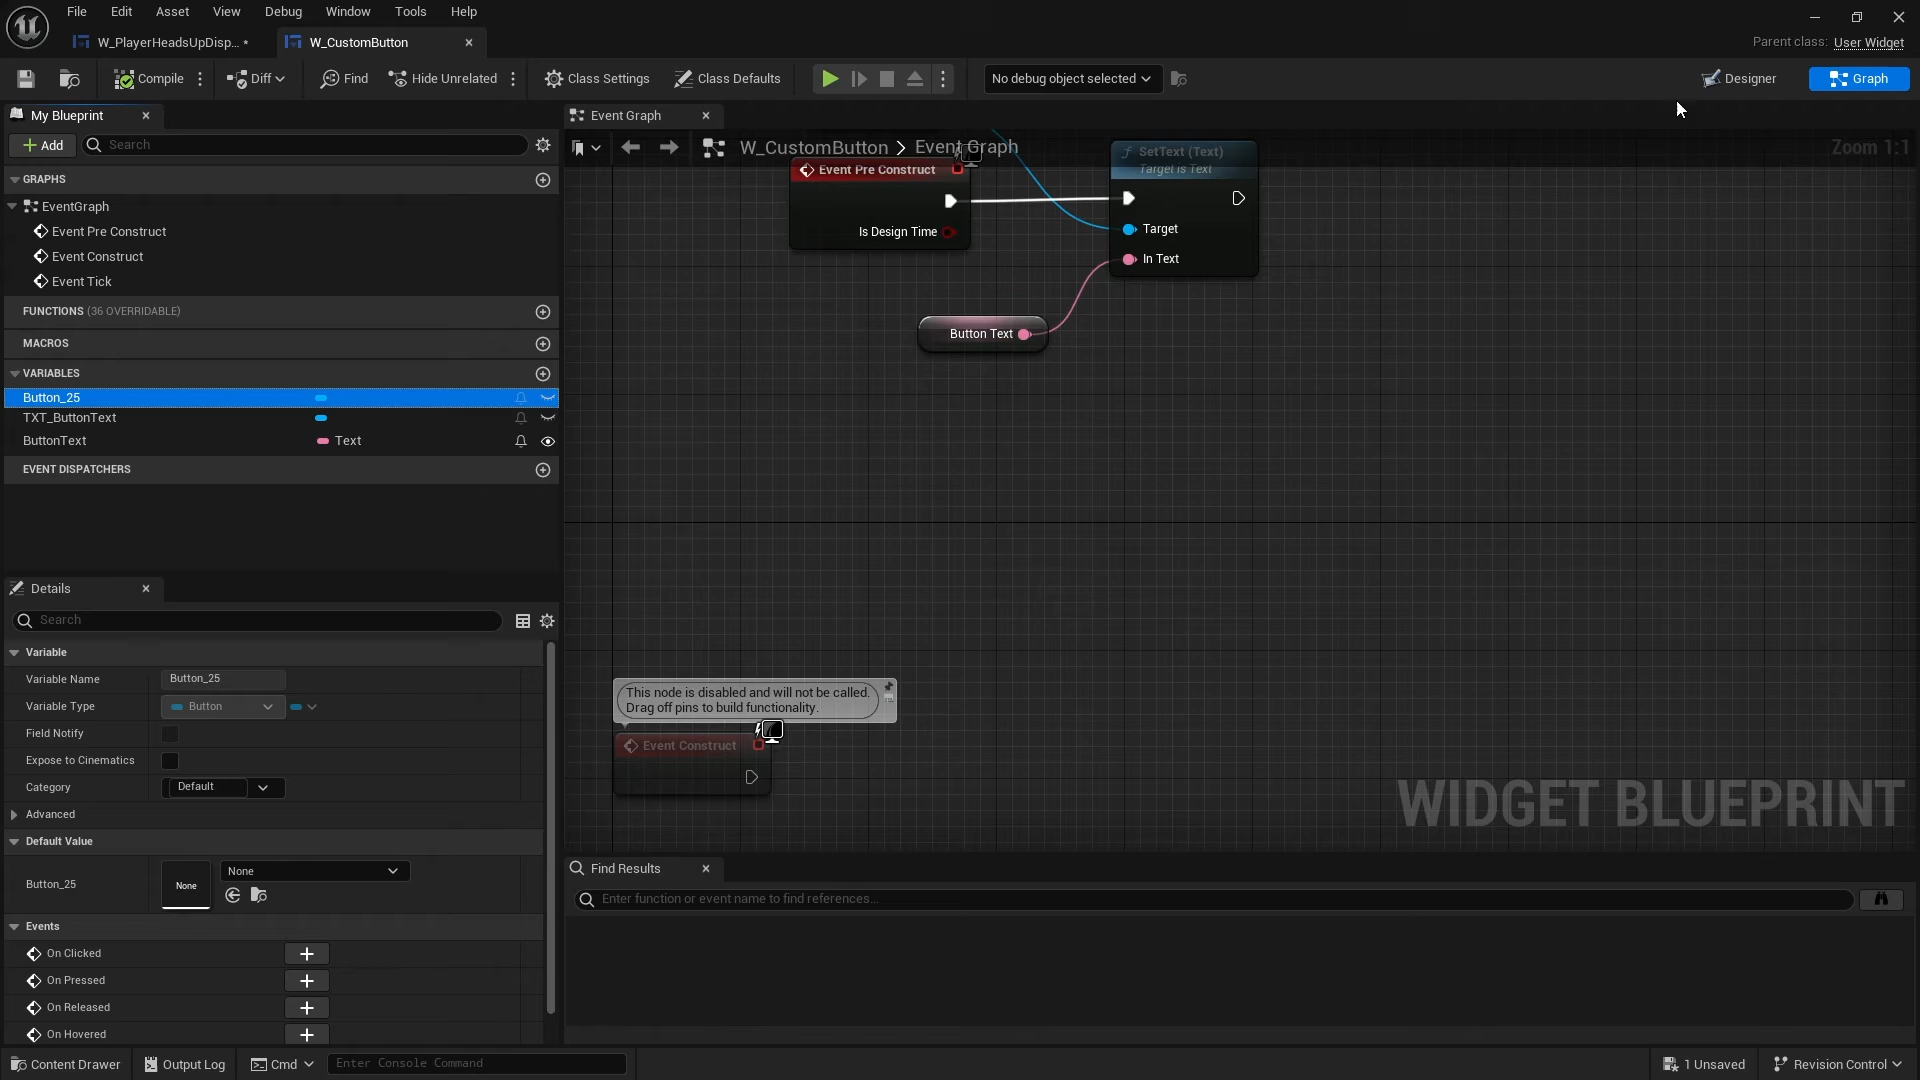 File Edit Asset View Debug Window Tools Help
W_PlayerHeadsUpDisp... •
W_CustomButton
Parent class: User Widget
Compile
Diff
Find
Hide Unrelated
Class Settings
Class Defaults
No debug object selected
Designer
Graph
My Blueprint
Add
Search
GRAPHS
EventGraph
Event Pre Construct
Event Construct
Event Tick
FUNCTIONS (36 OVERRIDABLE)
MACROS
VARIABLES
Button_25
TXT_ButtonText
ButtonText Text
EVENT DISPATCHERS
Event Graph
W_CustomButton > Event Graph
Zoom 1:1
Event Pre Construct
Is Design Time
SetText (Text)
Target is Text
Target
In Text
Button Text
This node is disabled and will not be called.
Drag off pins to build functionality.
Event Construct
WIDGET BLUEPRINT
Details
Search
Variable
Variable Name Button_25
Variable Type Button
Field Notify
Expose to Cinematics
Category Default
Advanced
Default Value
Button_25 None None
Events
On Clicked
On Pressed
On Released
On Hovered
Find Results
Enter function or event name to find references...
Content Drawer
Output Log
Cmd
Enter Console Command
1 Unsaved
Revision Control